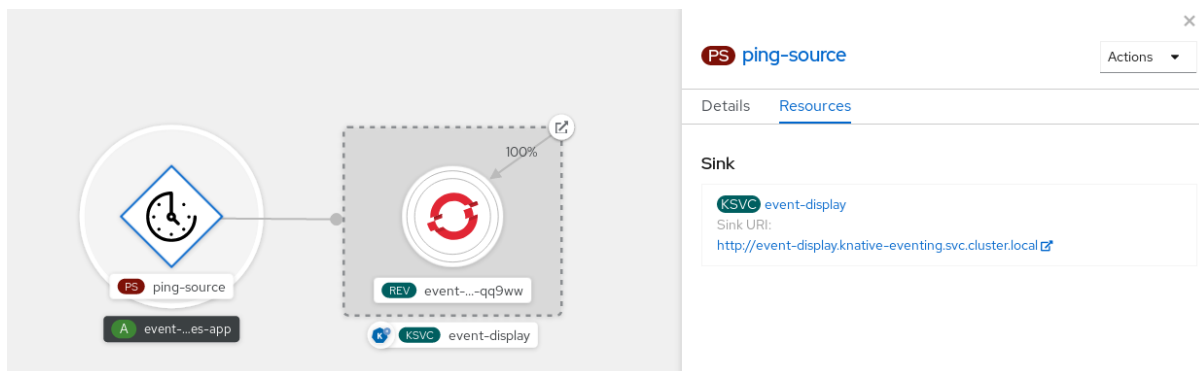 100%
PS ping-source
A event-...es-app
REV event-...-qq9ww
KSVC event-display
×
PS ping-source
Actions
Details Resources
Sink
KSVC event-display
Sink URI:
http://event-display.knative-eventing.svc.cluster.local